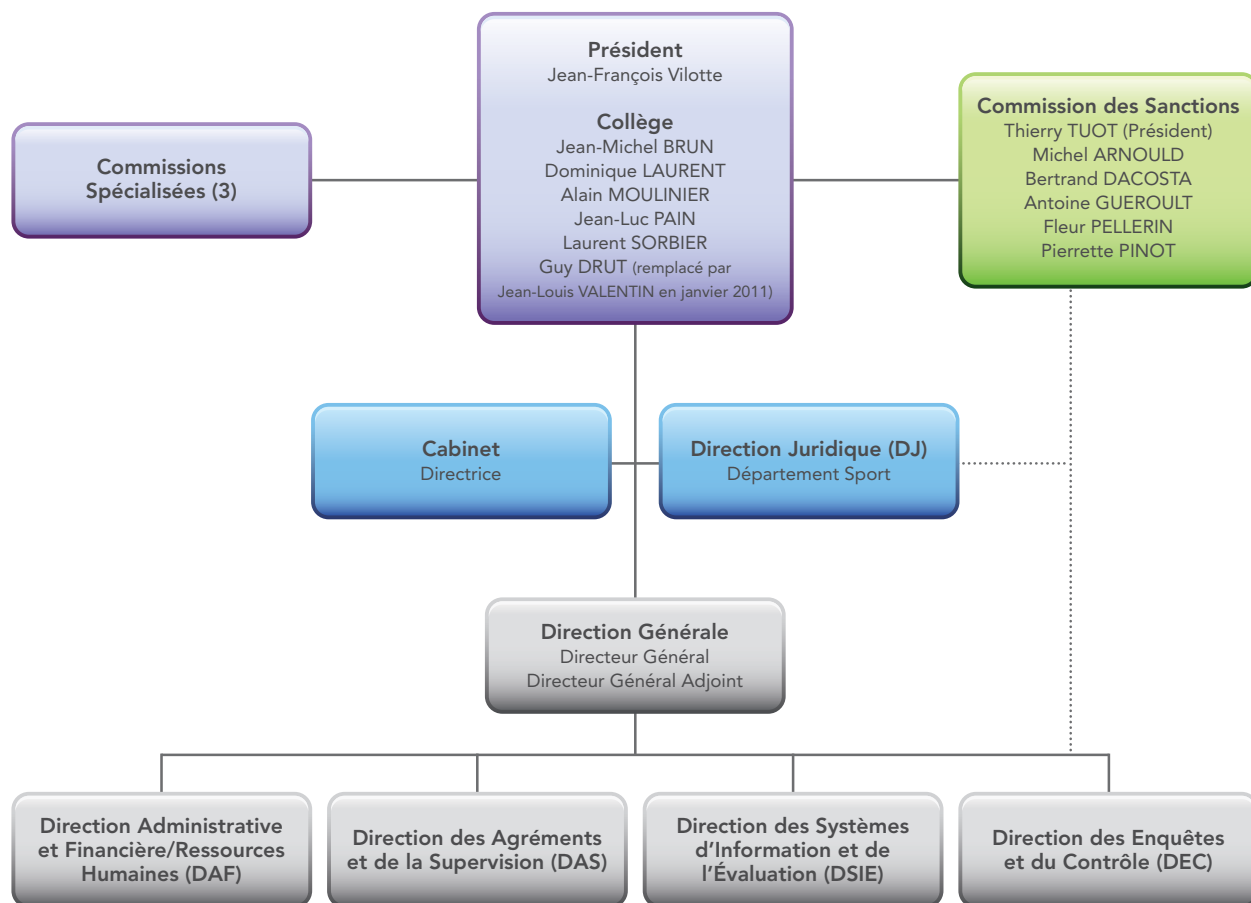 Président
Jean-François Vilotte
Collège
Jean-Michel BRUN
Dominique LAURENT
Alain MOULINIER
Jean-Luc PAIN
Laurent SORBIER
Guy DRUT (remplacé par
Jean-Louis VALENTIN en janvier 2011)
Commissions
Spécialisées (3)
Commission des Sanctions
Thierry TUOT (Président)
Michel ARNOULD
Bertrand DACOSTA
Antoine GUEROULT
Fleur PELLERIN
Pierrette PINOT
Cabinet
Directrice
Direction Juridique (DJ)
Département Sport
Direction Générale
Directeur Général
Directeur Général Adjoint
Direction Administrative
et Financière/Ressources
Humaines (DAF)
Direction des Agréments
et de la Supervision (DAS)
Direction des Systèmes
d’Information et de
l’Évaluation (DSIE)
Direction des Enquêtes
et du Contrôle (DEC)